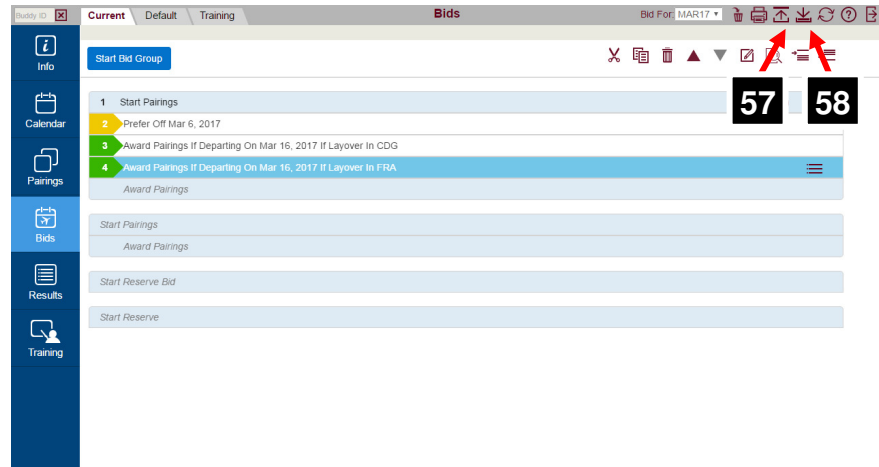 Buddy ID
Current Default Training Bids Bid For: MAR17
Info
Start Bid Group
57 58
Calendar
1 Start Pairings
2 Prefer Off Mar 6, 2017
3 Award Pairings If Departing On Mar 16, 2017 If Layover In CDG
4 Award Pairings If Departing On Mar 16, 2017 If Layover In FRA
Award Pairings
Pairings
Start Pairings
Award Pairings
Bids
Start Reserve Bid
Results
Start Reserve
Training